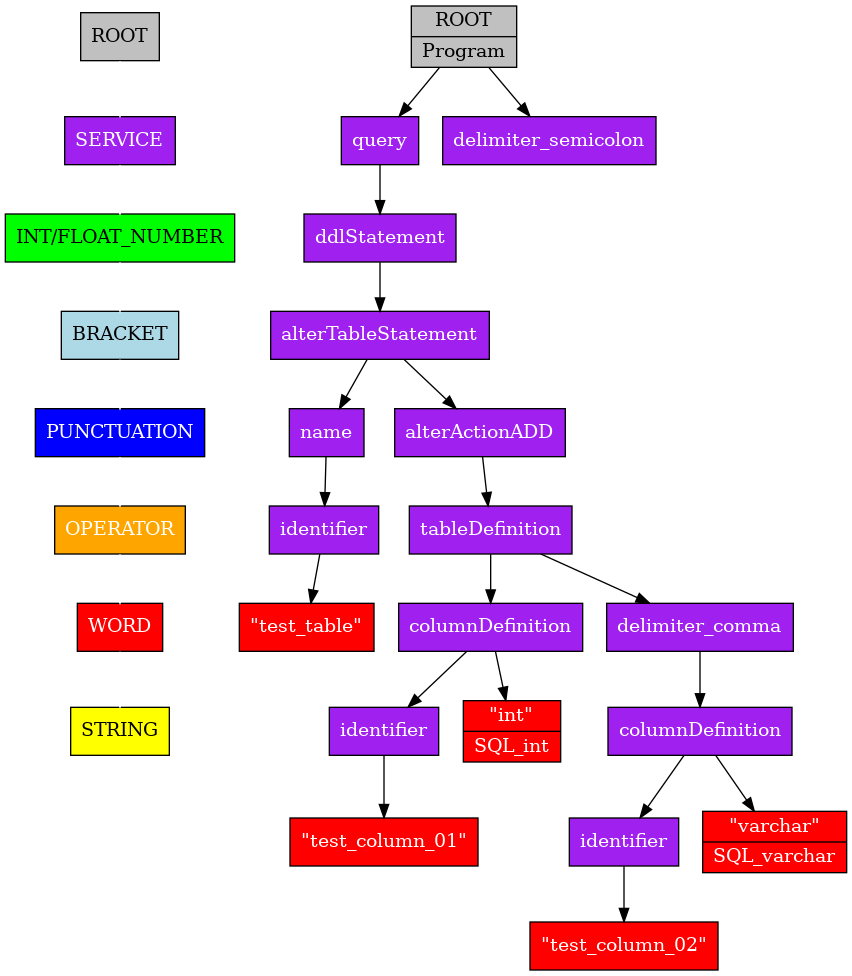 ROOT
ROOT
Program
SERVICE
query
delimiter_semicolon
INT/FLOAT_NUMBER
ddlStatement
BRACKET
alterTableStatement
PUNCTUATION
name
alterActionADD
OPERATOR
identifier
tableDefinition
WORD
"test_table"
columnDefinition
delimiter_comma
STRING
identifier
"int"
SQL_int
columnDefinition
"test_column_01"
identifier
"varchar"
SQL_varchar
"test_column_02"